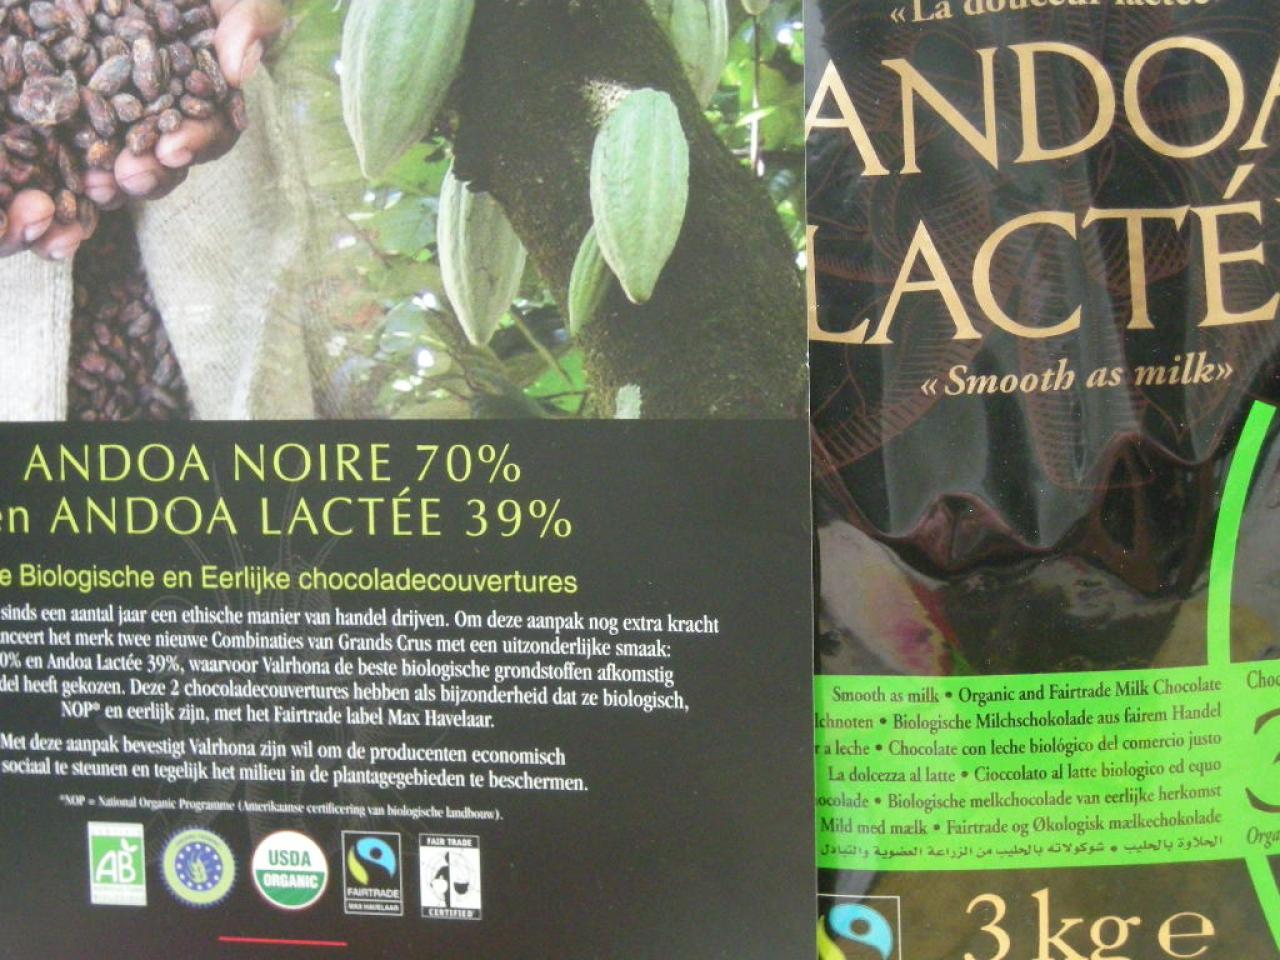 ANDOA NOIRE 70%
en ANDOA LACTÉE 39%
e Biologische en Eerlijke chocoladecouvertures
sinds een aantal jaar een ethische manier van handel drijven. Om deze aanpak nog extra kracht
nceert het merk twee nieuwe Combinaties van Grands Crus met een uitzonderlijke smaak:
0% en Andoa Lactée 39%, waarvoor Valrhona de beste biologische grondstoffen afkomstig
del heeft gekozen. Deze 2 chocoladecouvertures hebben als bijzonderheid dat ze biologisch,
NOP* en eerlijk zijn, met het Fairtrade label Max Havelaar.
Met deze aanpak bevestigt Valrhona zijn wil om de producenten economisch
sociaal te steunen en tegelijk het milieu in de plantagegebieden te beschermen.
*NOP = National Organic Programme (Amerikaanse certificering van biologische landbouw).
AB
USDA
ORGANIC
FAIRTRADE
MAX HAVELAAR
FAIR TRADE
CERTIFIED
«La douceur lactée
ANDOA
LACTÉ
«Smooth as milk»
Smooth as milk • Organic and Fairtrade Milk Chocolate
lchnoten • Biologische Milchschokolade aus fairem Handel
r a leche • Chocolate con leche biológico del comercio justo
La dolcezza al latte • Cioccolato al latte biologico ed equo
ocolade • Biologische melkchocolade van eerlijke herkomst
Mild med mælk • Fairtrade og Økologisk mælkechokolade
الحلاوة بالحليب • شوكولاته بالحليب من الزراعة العضوية والتبادل
Choc
3
Orga
3 kg e